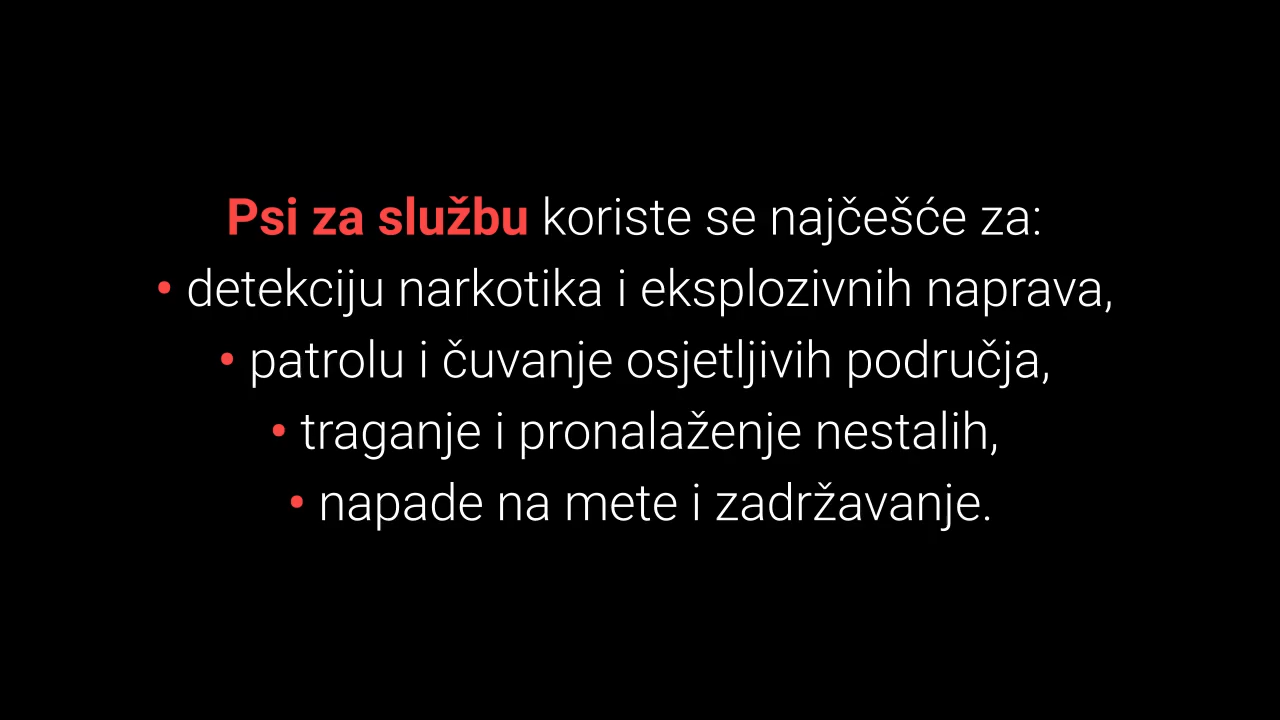 Psi za službu koriste se najčešće za:
• detekciju narkotika i eksplozivnih naprava,
• patrolu i čuvanje osjetljivih područja,
• traganje i pronalaženje nestalih,
• napade na mete i zadržavanje.